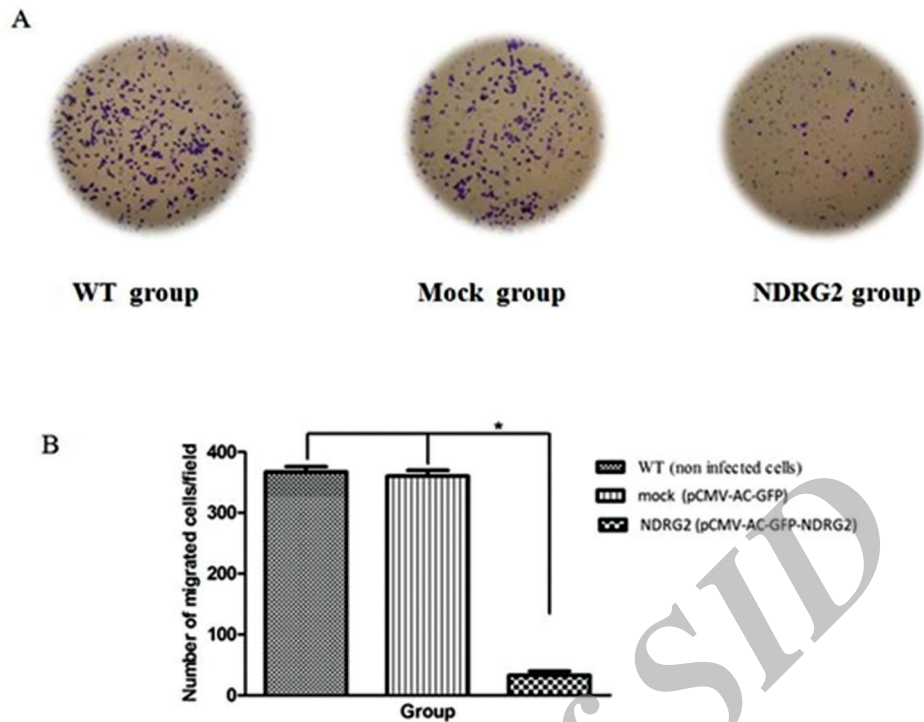 A
WT group
Mock group
NDRG2 group
B
Number of migrated cells/field
400
300
200
100
0
*
Group
WT (non infected cells)
mock (pCMV-AC-GFP)
NDRG2 (pCMV-AC-GFP-NDRG2)
SID